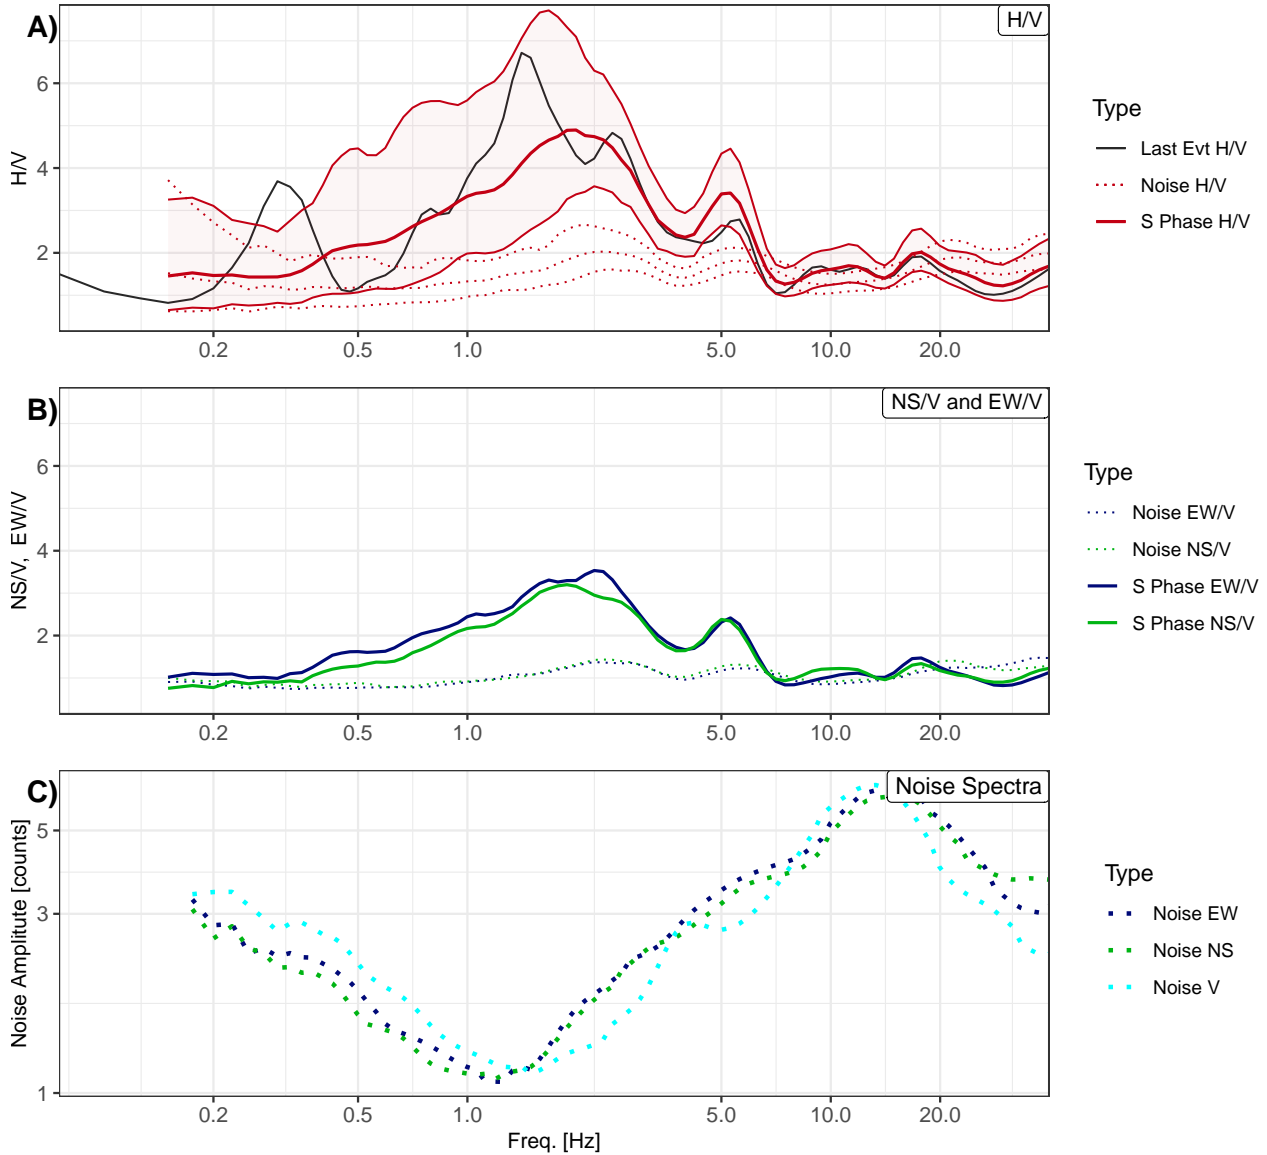 A)
H/V
H/V
6
4
2
0.2 0.5 1.0 5.0 10.0 20.0
Type
Last Evt H/V
Noise H/V
S Phase H/V
B)
NS/V and EW/V
NS/V, EW/V
6
4
2
0.2 0.5 1.0 5.0 10.0 20.0
Type
Noise EW/V
Noise NS/V
S Phase EW/V
S Phase NS/V
C)
Noise Spectra
Noise Amplitute [counts]
5
3
1
0.2 0.5 1.0 5.0 10.0 20.0
Freq. [Hz]
Type
Noise EW
Noise NS
Noise V